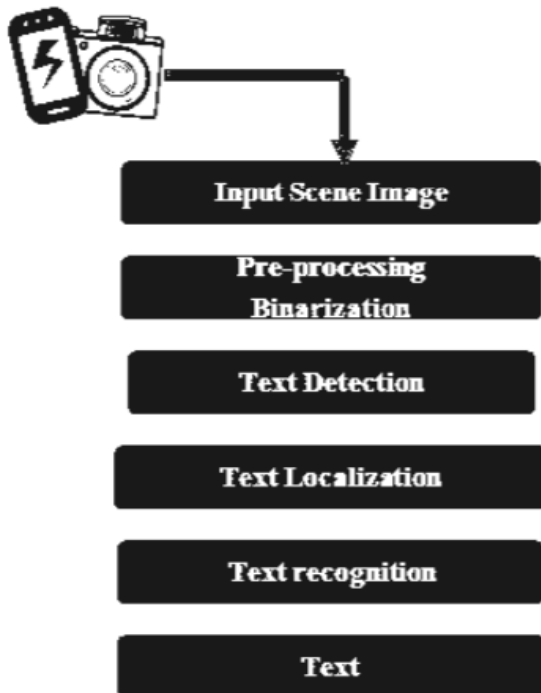 Input Scene Image
Pre-processing
Binarization
Text Detection
Text Localization
Text recognition
Text